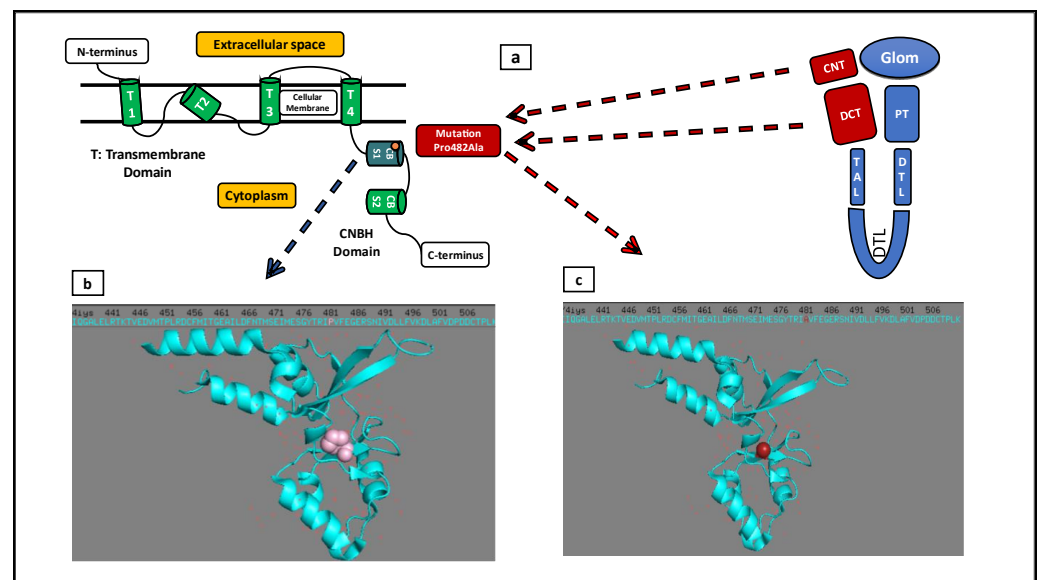 N-terminus
Extracellular space
a
T
1
T2
T
3
Cellular
Membrane
T
4
T: Transmembrane
Domain
CB
S1
Cytoplasm
CB
S2
CNBH
Domain
C-terminus
Mutation
Pro482Ala
CNT
Glom
DCT
PT
T
A
L
D
T
L
DTL
b
4iys 441 446 451 456 461 466 471 476 481 486 491 496 501 506
IQGALELRTKTVEDVMTPLRDCFMITGEAILDFNTMSEIMESGYTRIPVFEGERSNIVDLLFVKDLAFVDPDDCTPLK
c
4iys 441 446 451 456 461 466 471 476 481 486 491 496 501 506
IQGALELRTKTVEDVMTPLRDCFMITGEAILDFNTMSEIMESGYTRIAVFEGERSNIVDLLFVKDLAFVDPDDCTPLK